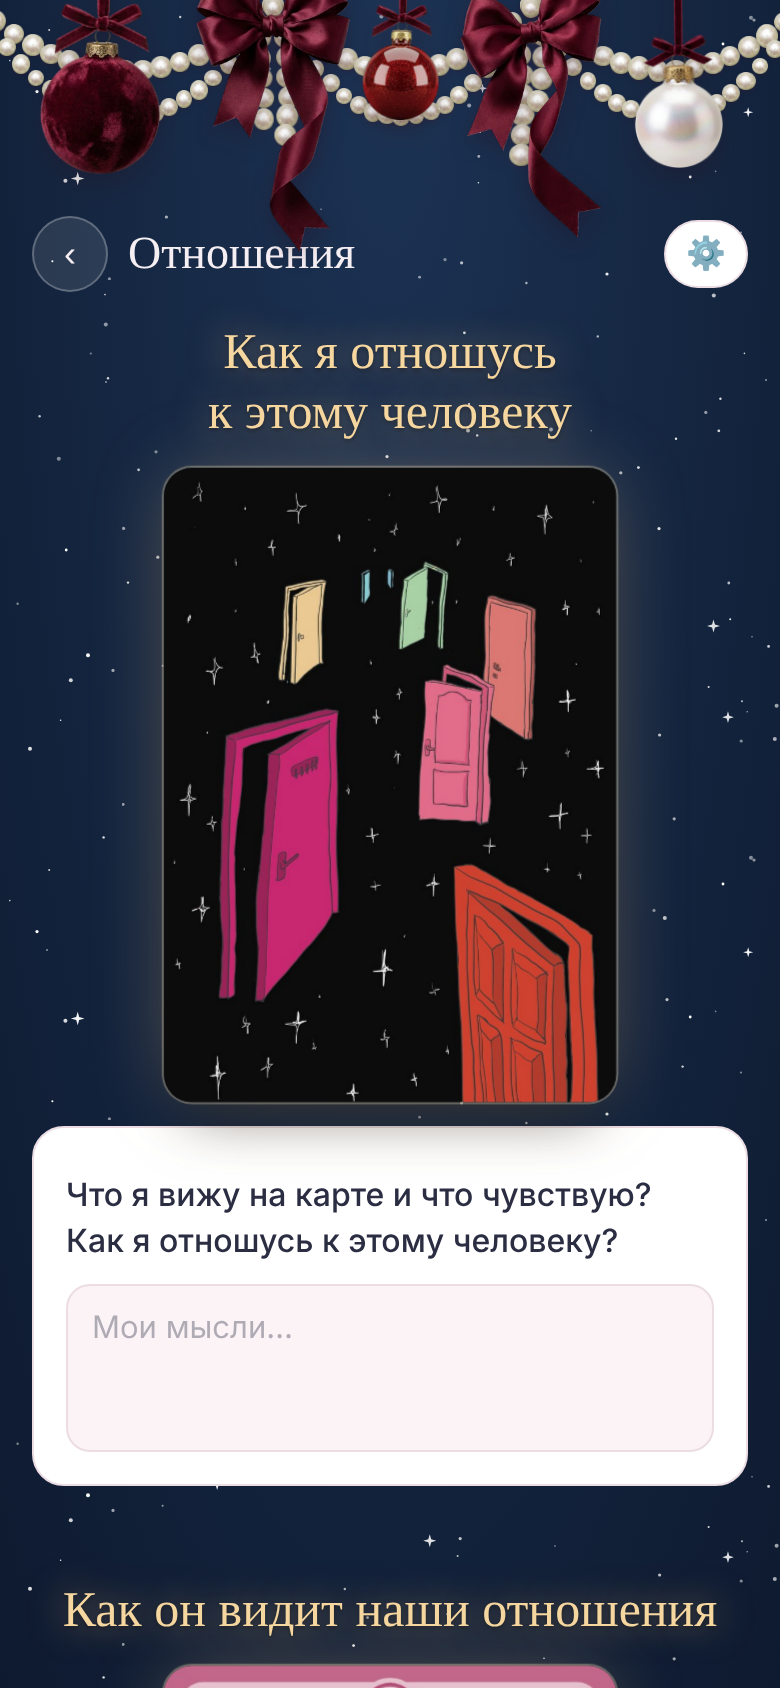 Отношения
Как я отношусь
к этому человеку
Что я вижу на карте и что чувствую?
Как я отношусь к этому человеку?
Мои мысли...
Как он видит наши отношения